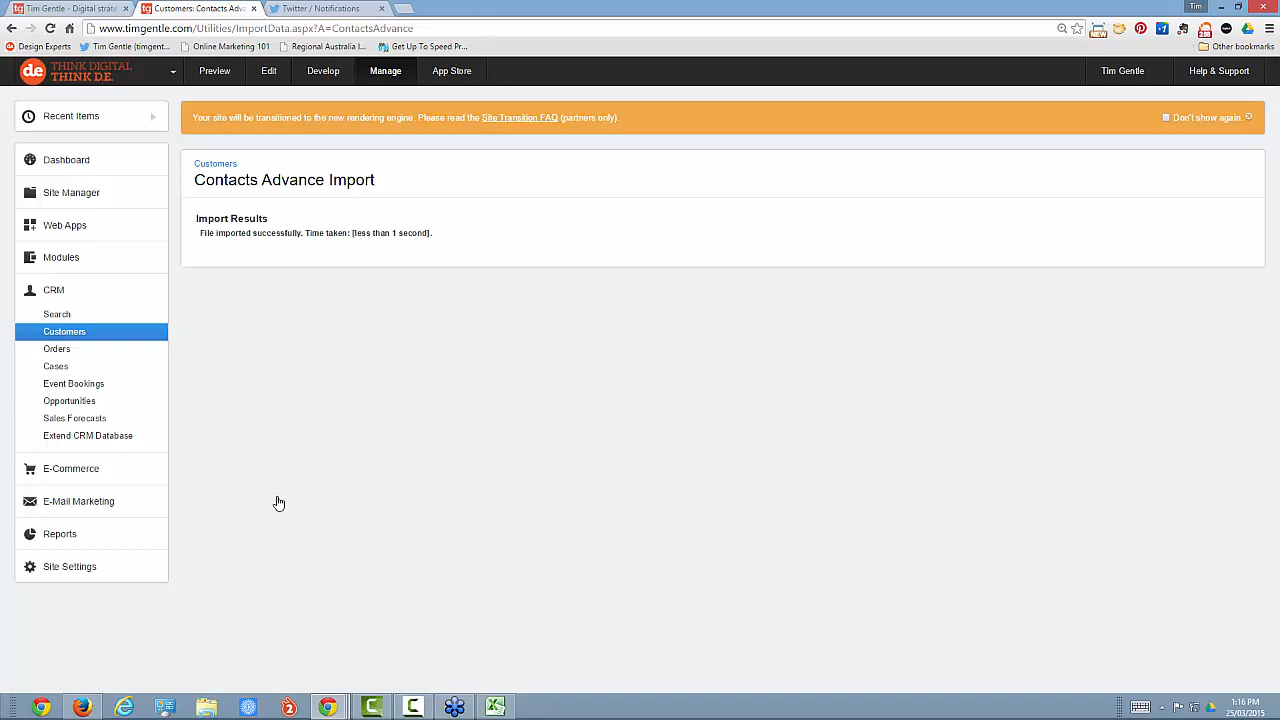 Tim Gentle - Digital strate
Customers: Contacts Adva
Twitter / Notifications
Tim
www.timgentle.com/Utilities/ImportData.aspx?A=ContactsAdvance
Design Experts
Tim Gentle (timgent...
Online Marketing 101
Regional Australia I...
Get Up To Speed Pr...
Other bookmarks
de THINK DIGITAL
THINK D.E.
Preview
Edit
Develop
Manage
App Store
Tim Gentle
Help & Support
Recent Items
Your site will be transitioned to the new rendering engine. Please read the Site Transition FAQ (partners only).
Don't show again.
Dashboard
Site Manager
Web Apps
Modules
CRM
Search
Customers
Orders
Cases
Event Bookings
Opportunities
Sales Forecasts
Extend CRM Database
E-Commerce
E-Mail Marketing
Reports
Site Settings
Customers
Contacts Advance Import
Import Results
File imported successfully. Time taken: [less than 1 second].
1:16 PM
25/03/2015